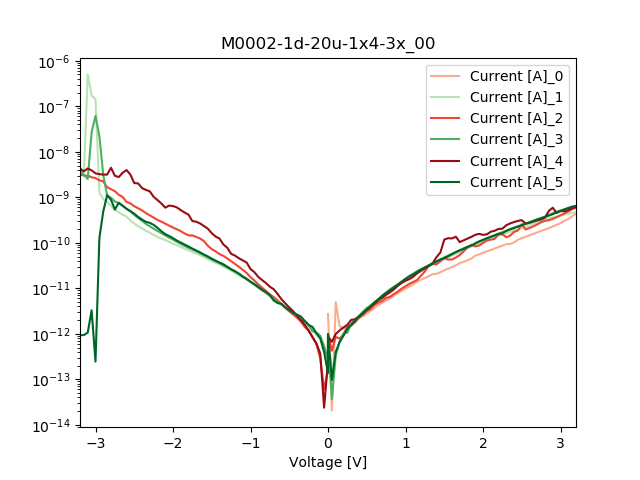 M0002-1d-20u-1x4-3x_00
10⁻⁶
10⁻⁷
10⁻⁸
10⁻⁹
10⁻¹⁰
10⁻¹¹
10⁻¹²
10⁻¹³
10⁻¹⁴
Current [A]_0
Current [A]_1
Current [A]_2
Current [A]_3
Current [A]_4
Current [A]_5
−3 −2 −1 0 1 2 3
Voltage [V]